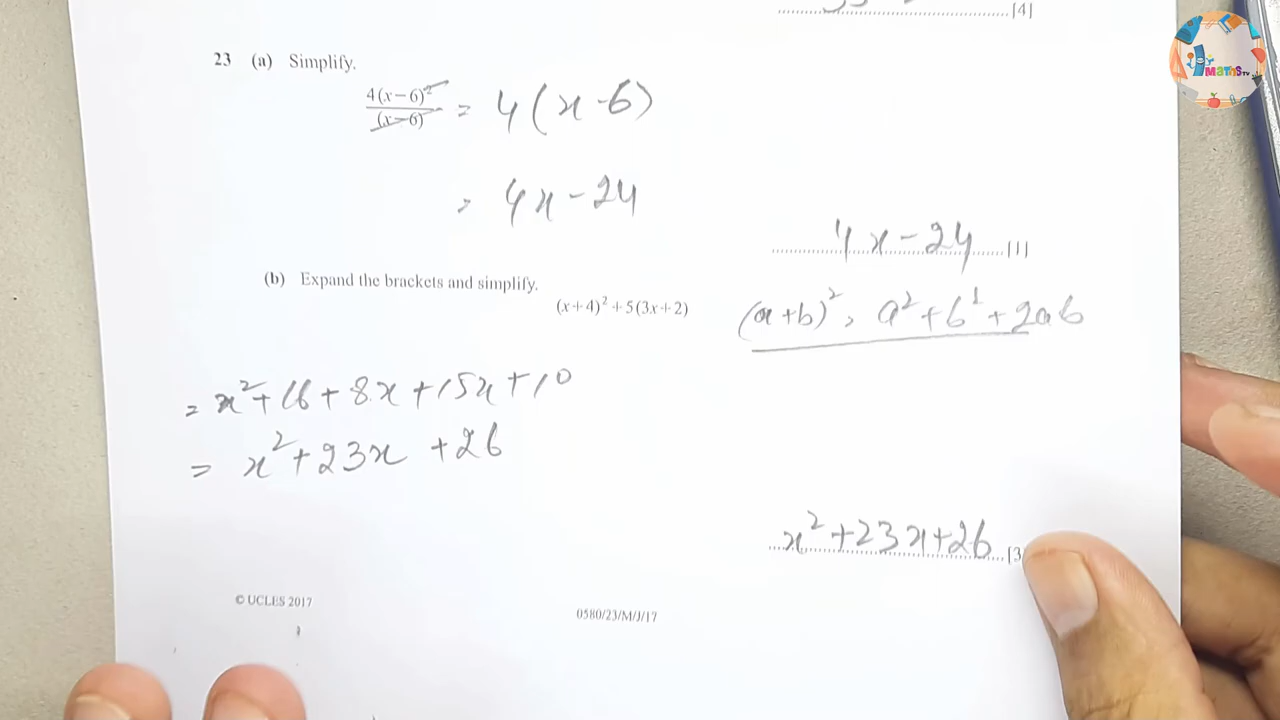 [4]
MATHS TV
23 (a) Simplify.
4(x−6)²/(x−6) = 4(x-6)
= 4x-24
4x-24 [1]
(b) Expand the brackets and simplify.
(x+4)² + 5(3x+2)
(a+b)², a²+b²+2ab
= x²+16+8x+15x+10
= x²+23x+26
x²+23x+26 [3
© UCLES 2017
0580/23/M/J/17